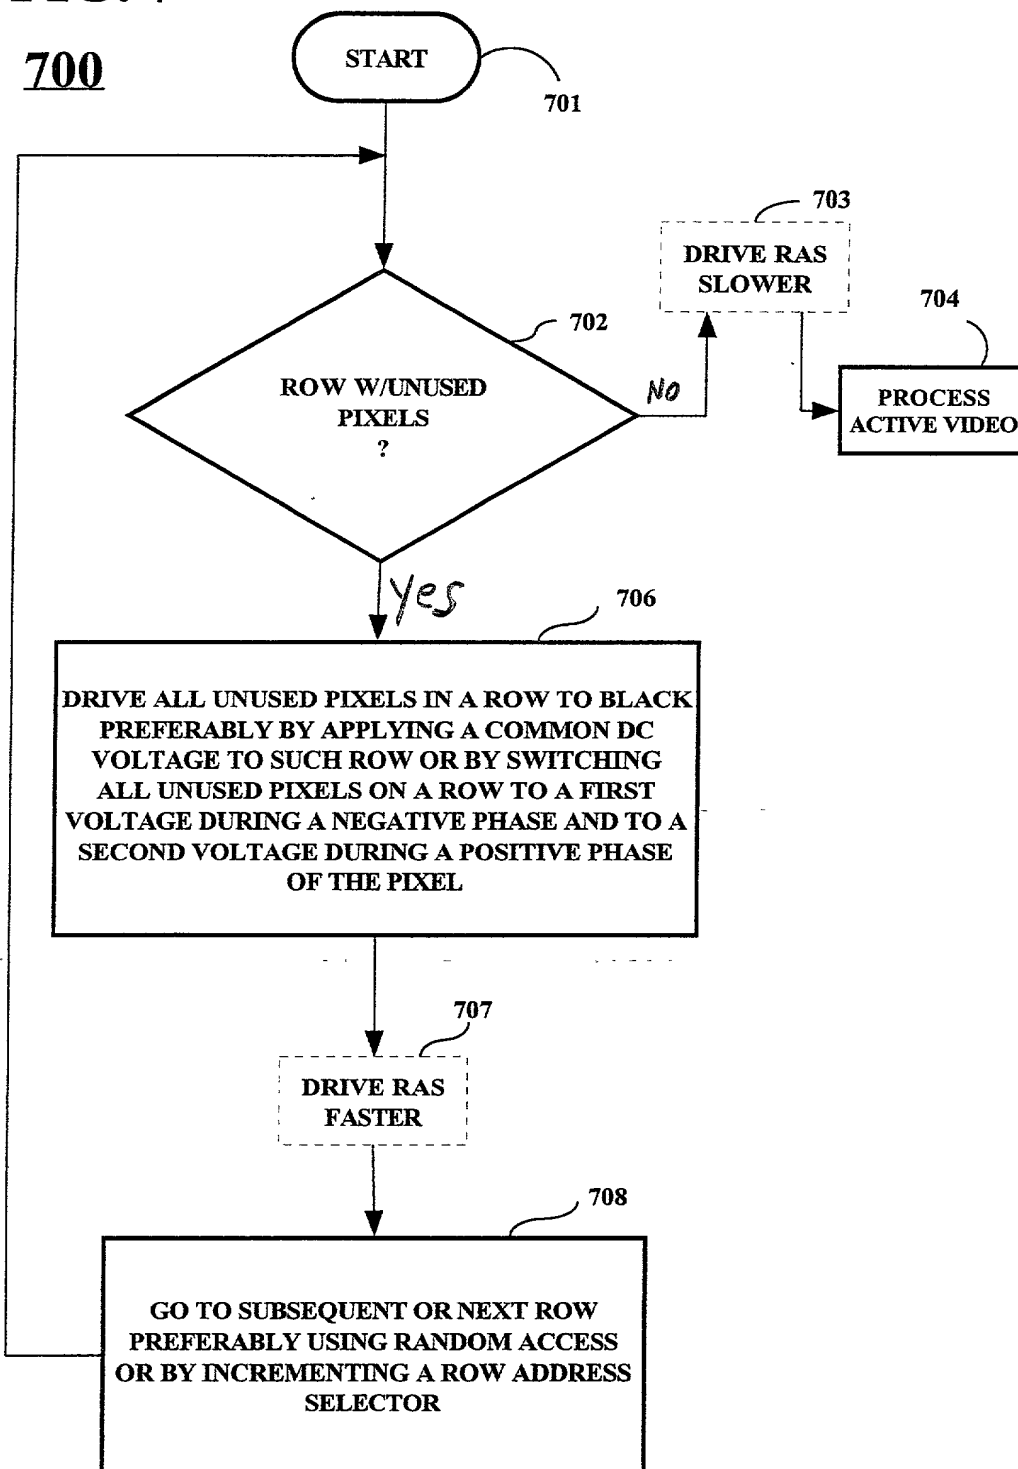 700
START
701
703
DRIVE RAS
SLOWER
704
702
ROW W/UNUSED
PIXELS
?
NO
PROCESS
ACTIVE VIDEO
Yes
706
DRIVE ALL UNUSED PIXELS IN A ROW TO BLACK
PREFERABLY BY APPLYING A COMMON DC
VOLTAGE TO SUCH ROW OR BY SWITCHING
ALL UNUSED PIXELS ON A ROW TO A FIRST
VOLTAGE DURING A NEGATIVE PHASE AND TO A
SECOND VOLTAGE DURING A POSITIVE PHASE
OF THE PIXEL
707
DRIVE RAS
FASTER
708
GO TO SUBSEQUENT OR NEXT ROW
PREFERABLY USING RANDOM ACCESS
OR BY INCREMENTING A ROW ADDRESS
SELECTOR